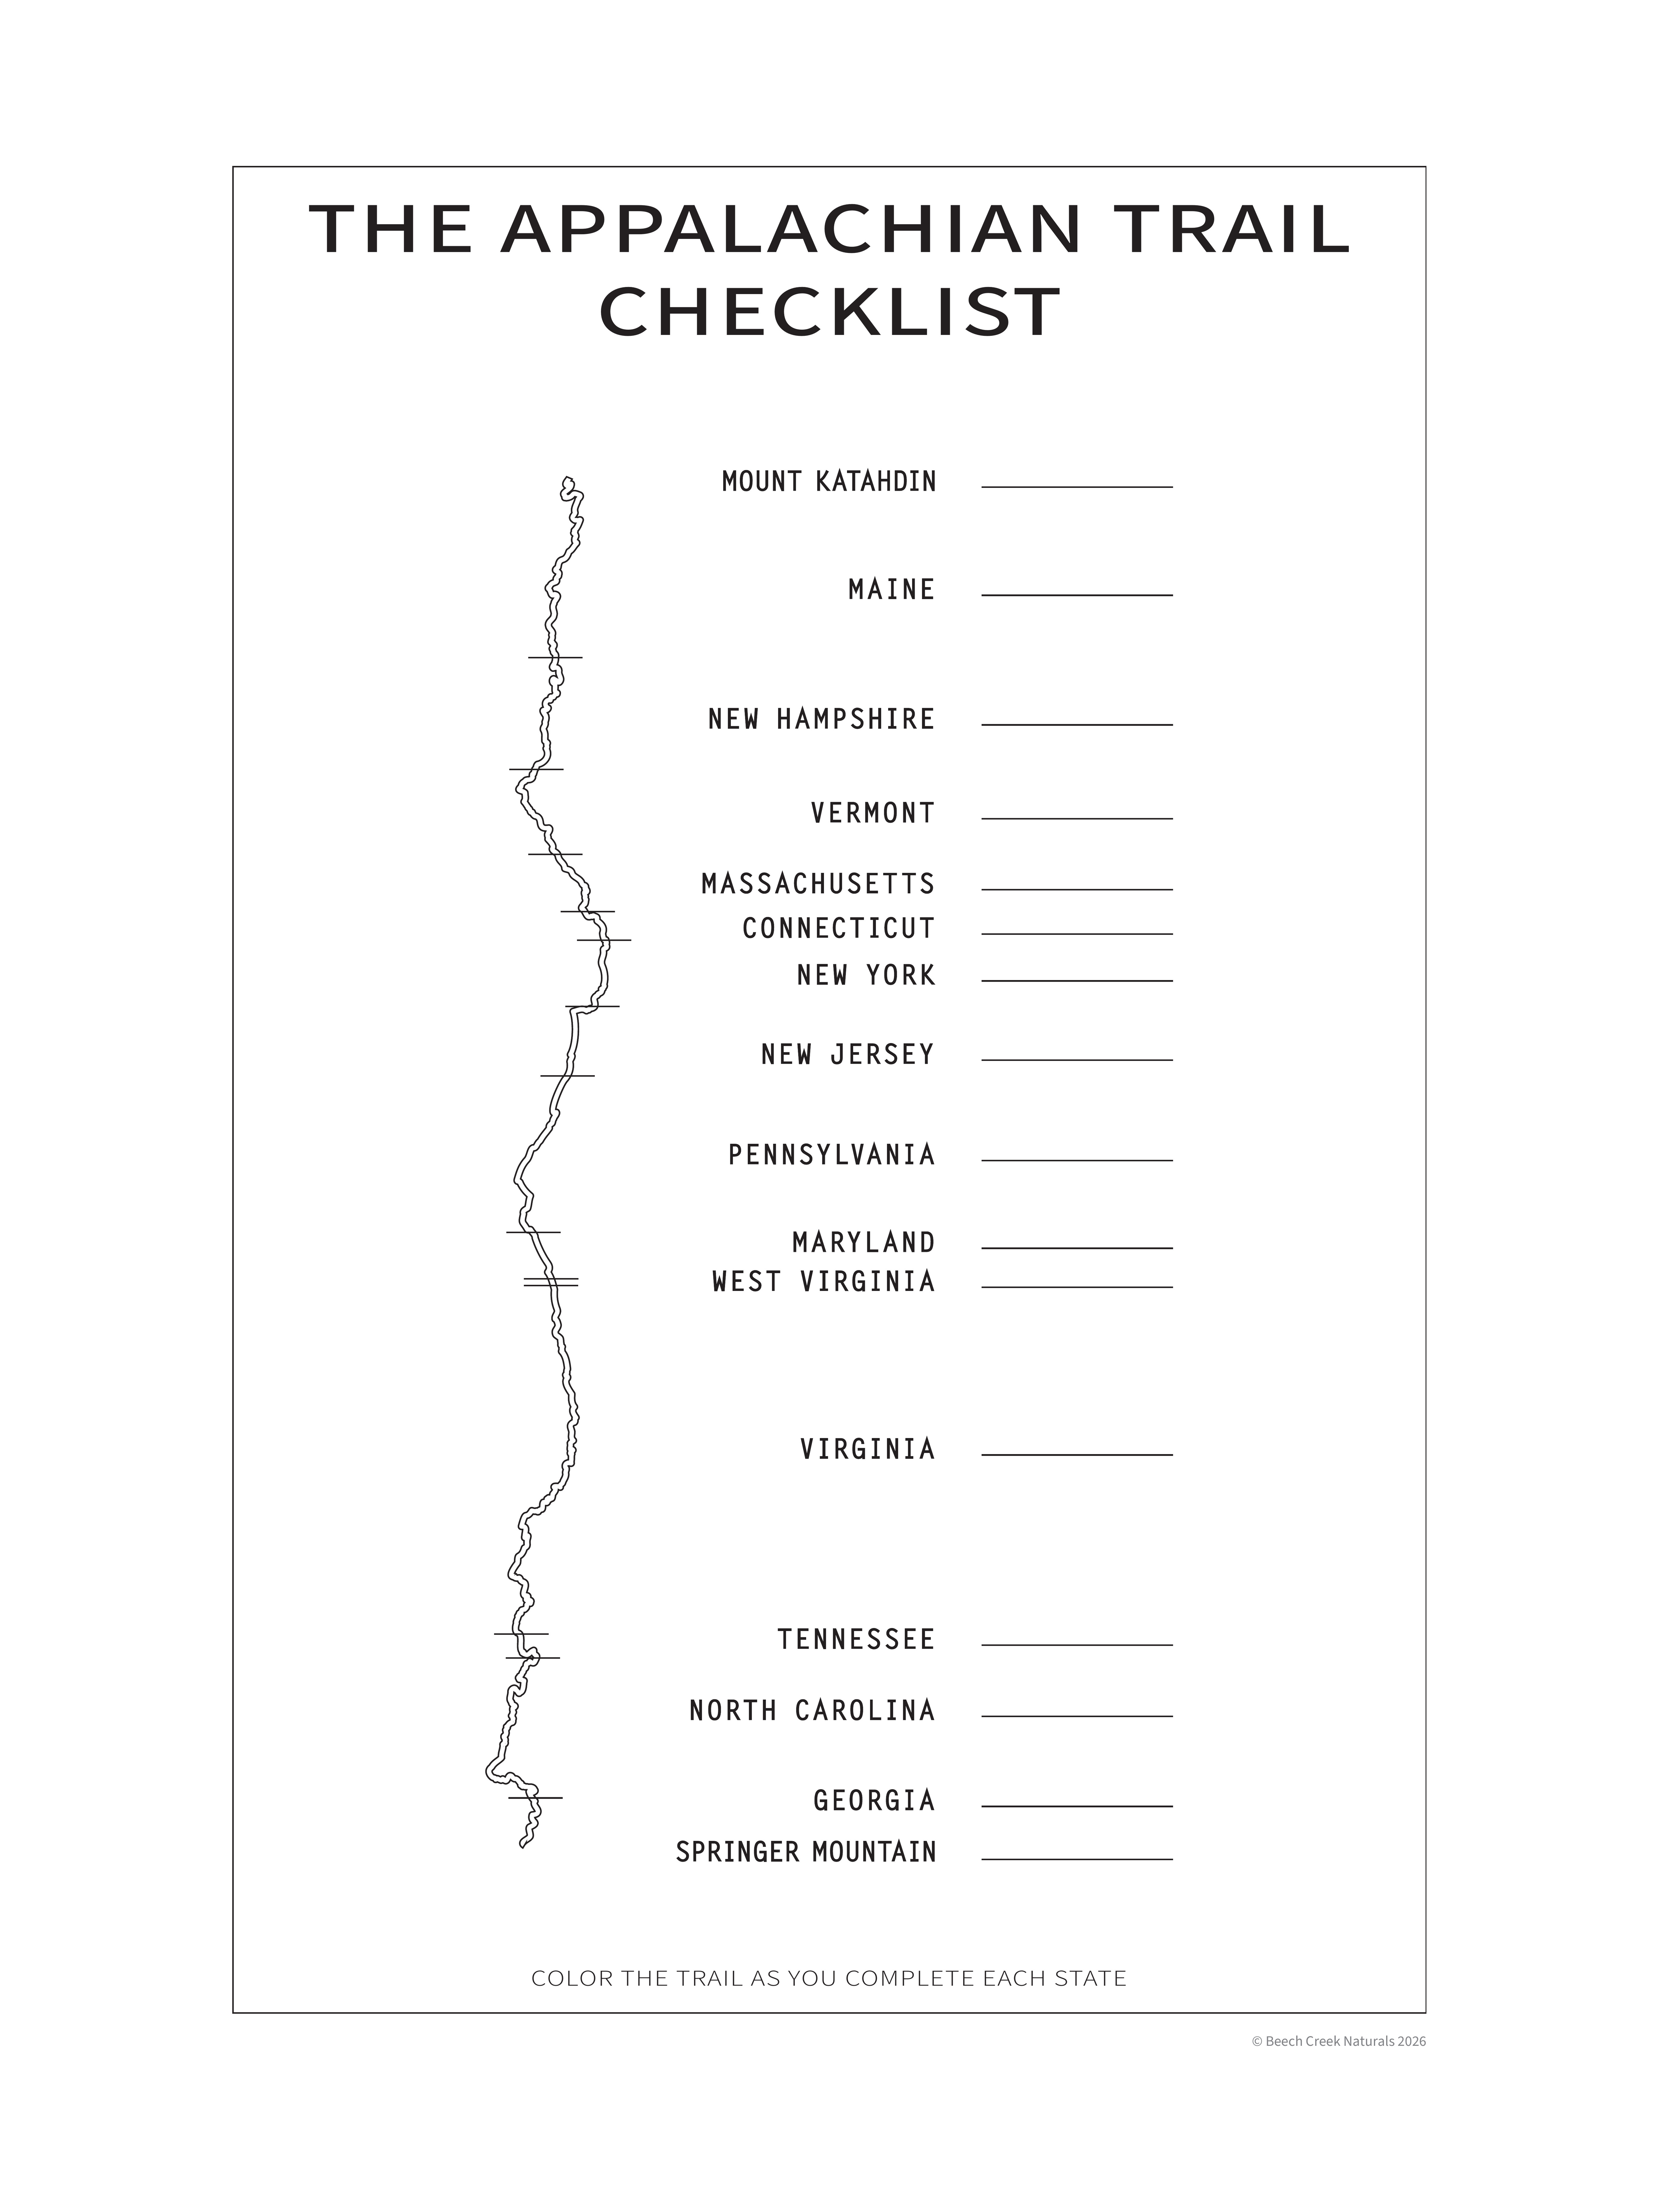 THE APPALACHIAN TRAIL
CHECKLIST
MOUNT KATAHDIN
MAINE
NEW HAMPSHIRE
VERMONT
MASSACHUSETTS
CONNECTICUT
NEW YORK
NEW JERSEY
PENNSYLVANIA
MARYLAND
WEST VIRGINIA
VIRGINIA
TENNESSEE
NORTH CAROLINA
GEORGIA
SPRINGER MOUNTAIN
COLOR THE TRAIL AS YOU COMPLETE EACH STATE
© Beech Creek Naturals 2026